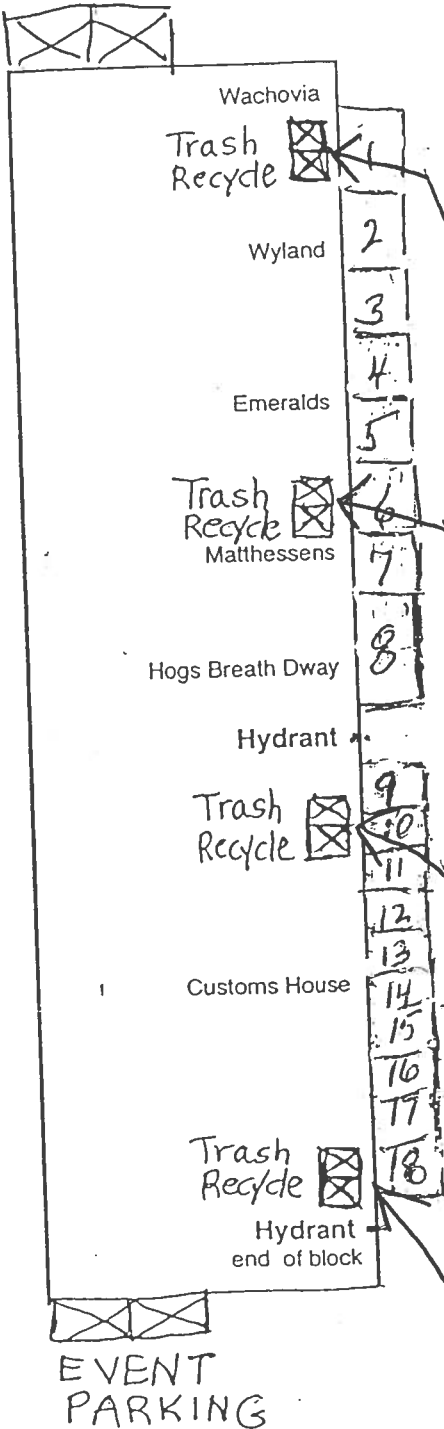 Wachovia
Trash
Recycle
1
2
Wyland
3
4
Emeralds
5
Trash
Recycle
6
Matthessens
7
8
Hogs Breath Dway
Hydrant
9
Trash
Recycle
10
11
12
13
Customs House
14
15
16
17
Trash
Recycle
18
Hydrant
end of block
EVENT
PARKING